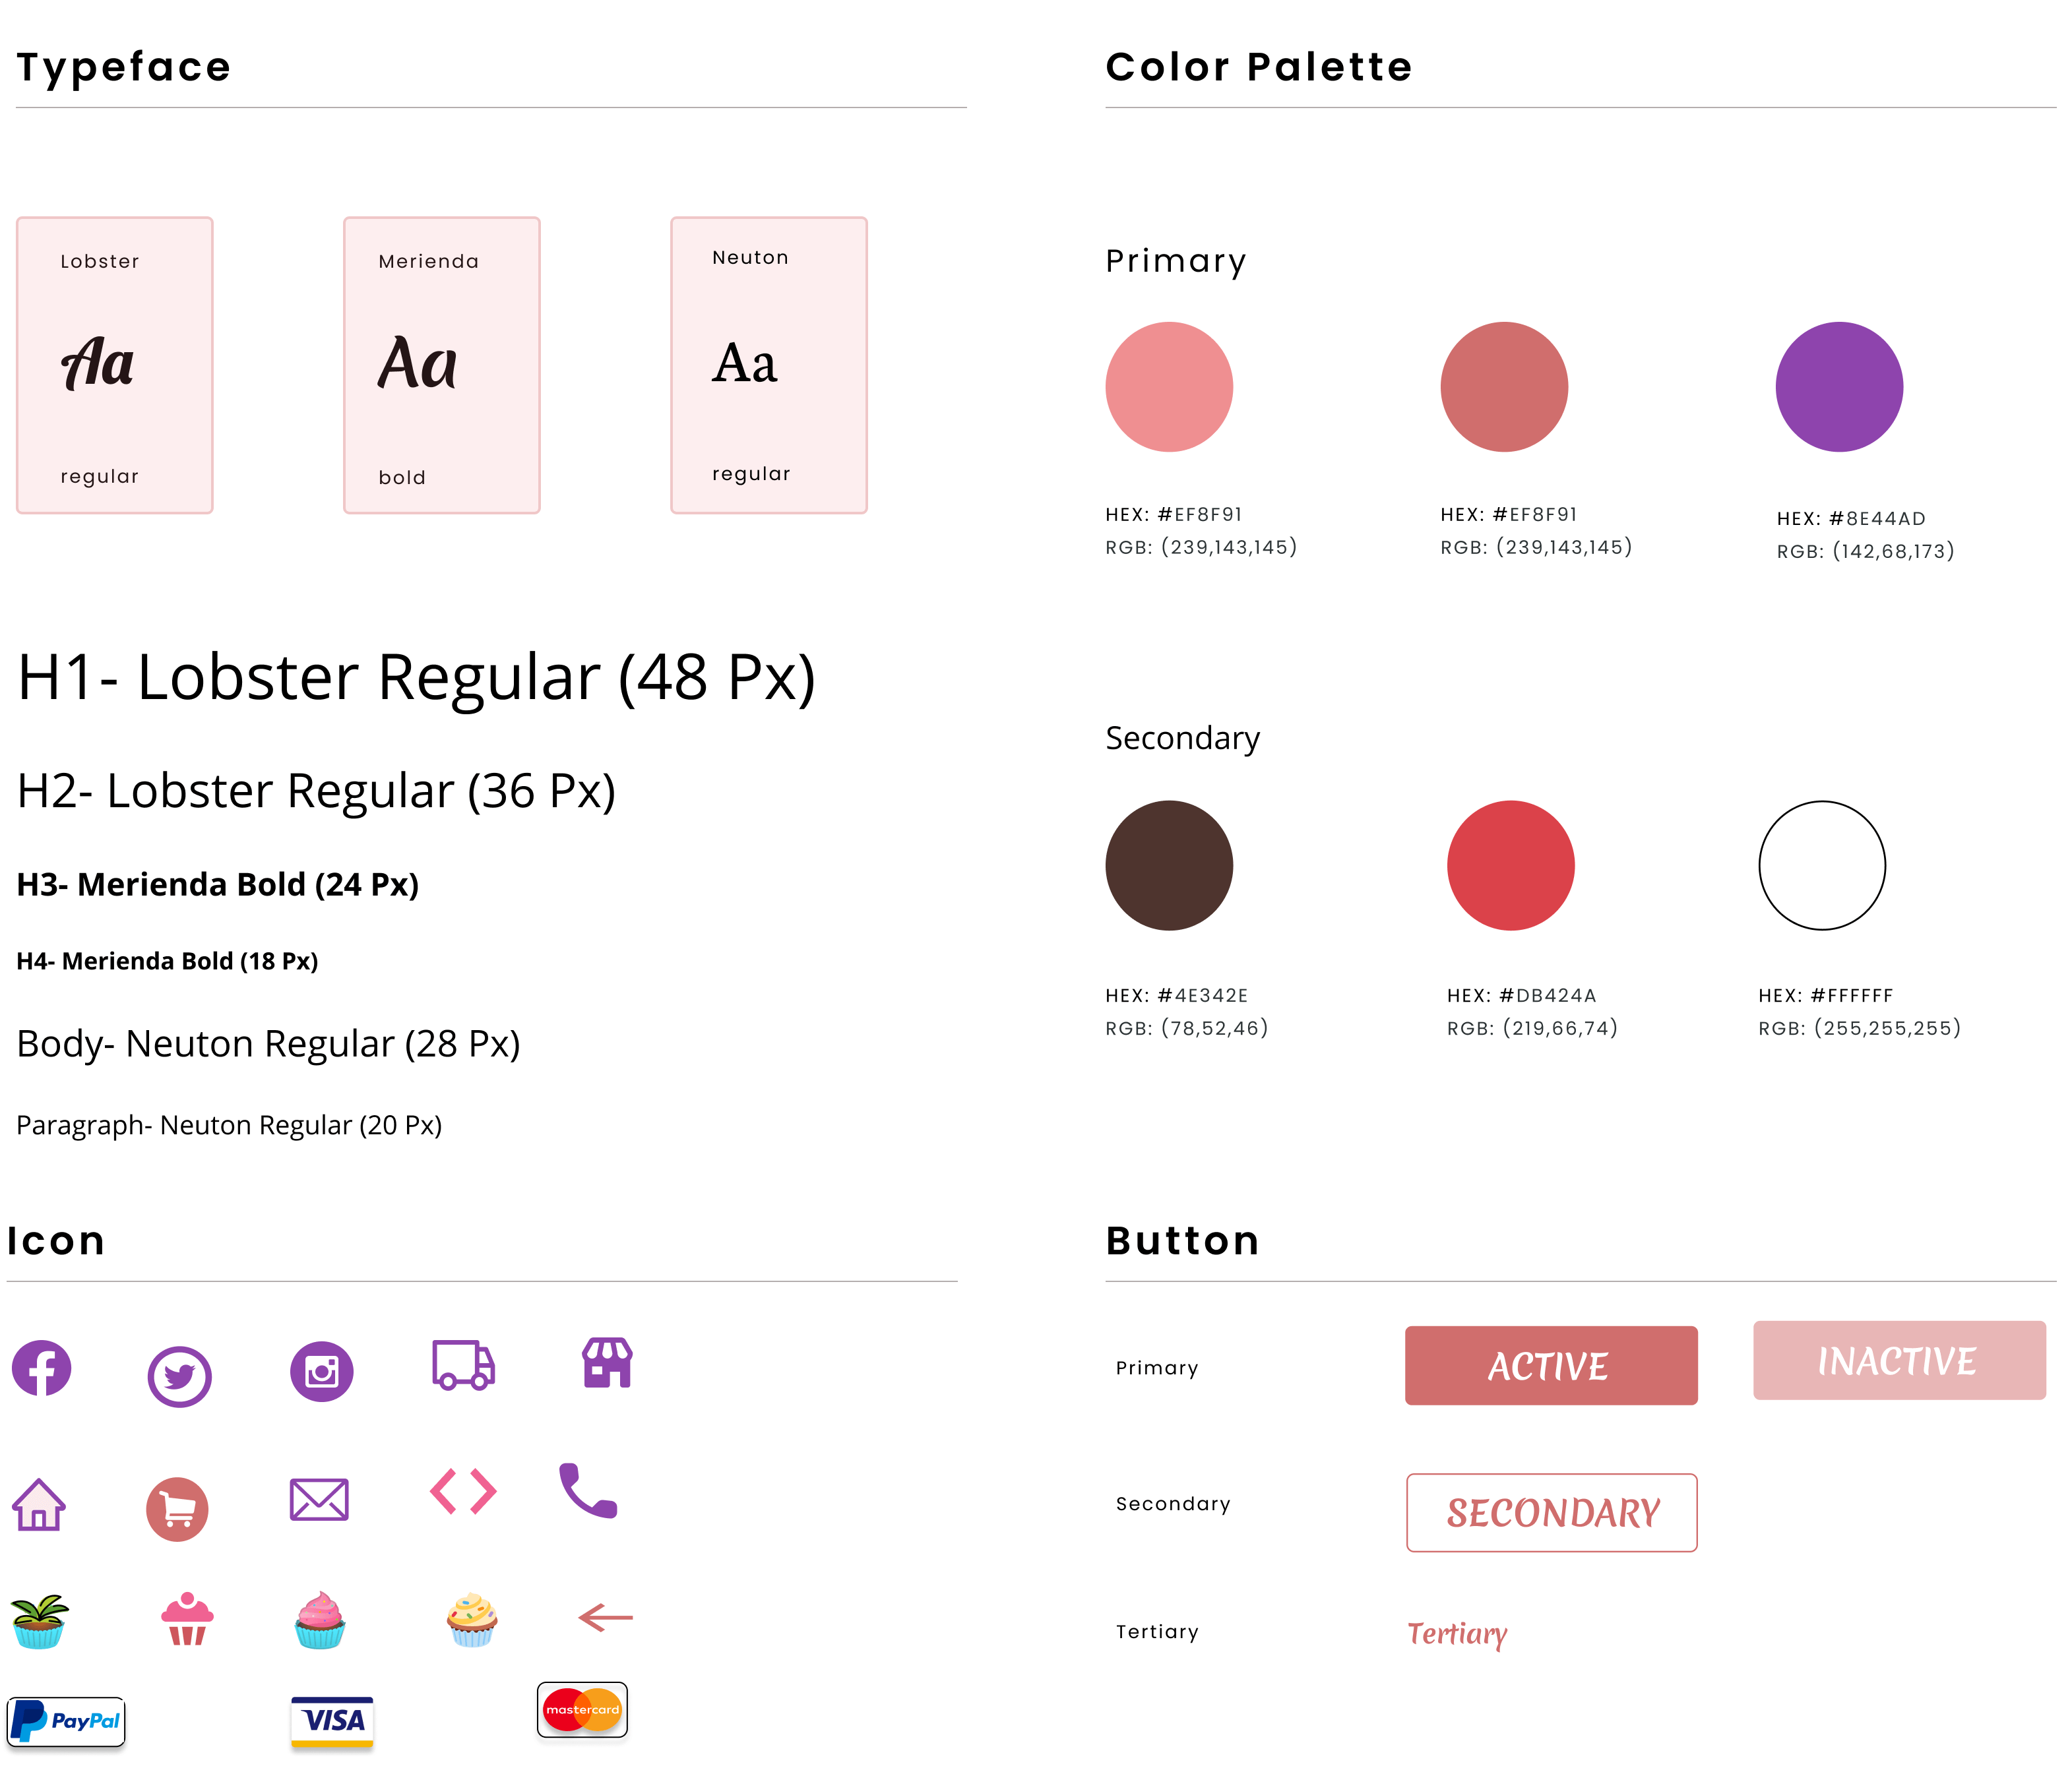 Typeface
Lobster
Aa
regular
Merienda
Aa
bold
Neuton
Aa
regular
H1- Lobster Regular (48 Px)
H2- Lobster Regular (36 Px)
H3- Merienda Bold (24 Px)
H4- Merienda Bold (18 Px)
Body- Neuton Regular (28 Px)
Paragraph- Neuton Regular (20 Px)
Color Palette
Primary
HEX: #EF8F91
RGB: (239,143,145)
HEX: #EF8F91
RGB: (239,143,145)
HEX: #8E44AD
RGB: (142,68,173)
Secondary
HEX: #4E342E
RGB: (78,52,46)
HEX: #DB424A
RGB: (219,66,74)
HEX: #FFFFFF
RGB: (255,255,255)
Icon
PayPal
VISA
mastercard
Button
Primary
ACTIVE
INACTIVE
Secondary
SECONDARY
Tertiary
Tertiary